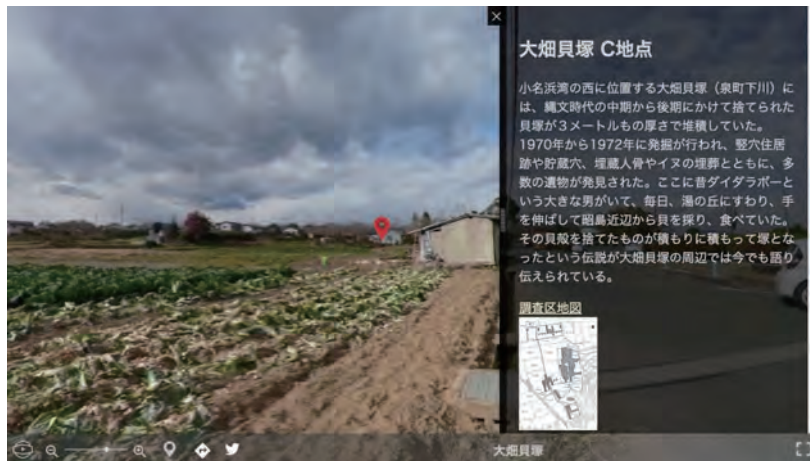 大畑貝塚 C地点
小名浜湾の西に位置する大畑貝塚（泉町下川）に
は、縄文時代の中期から後期にかけて捨てられた
貝塚が３メートルもの厚さで堆積していた。
1970年から1972年に発掘が行われ、竪穴住居
跡や貯蔵穴、埋蔵人骨やイヌの埋葬とともに、多
数の遺物が発見された。ここに昔ダイダラボーと
いう大きな男がいて、毎日、湯の丘にすわり、手
を伸ばして昭島近辺から貝を採り、食べていた。
その貝殻を捨てたものが積もりに積もって塚とな
ったという伝説が大畑貝塚の周辺では今でも語り
伝えられている。
調査区地図
大畑貝塚